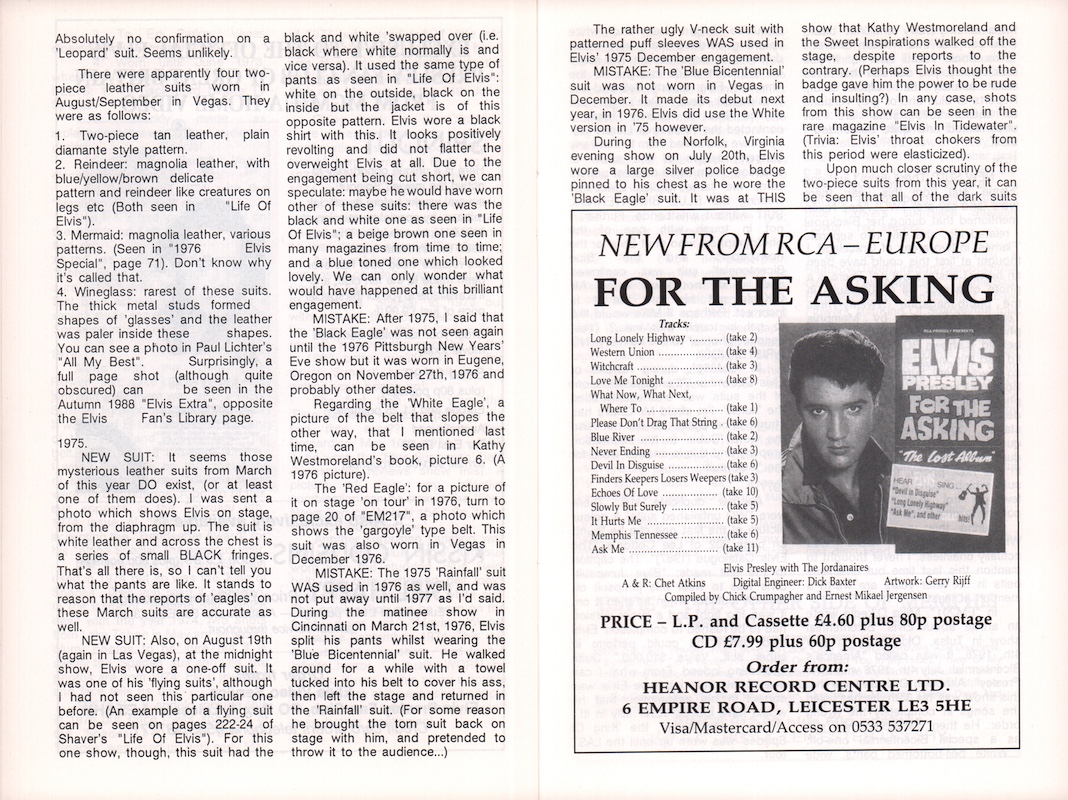 Absolutely no confirmation on a
'Leopard' suit. Seems unlikely.
There were apparently four two-
piece leather suits worn in
August/September in Vegas. They
were as follows:
1. Two-piece tan leather, plain
diamante style pattern.
2. Reindeer: magnolia leather, with
blue/yellow/brown delicate
pattern and reindeer like creatures on
legs etc (Both seen in "Life Of
Elvis").
3. Mermaid: magnolia leather, various
patterns. (Seen in "1976 Elvis
Special", page 71). Don't know why
it's called that.
4. Wineglass: rarest of these suits.
The thick metal studs formed
shapes of 'glasses' and the leather
was paler inside these shapes.
You can see a photo in Paul Lichter's
"All My Best". Surprisingly, a
full page shot (although quite
obscured) can be seen in the
Autumn 1988 "Elvis Extra", opposite
the Elvis Fan's Library page.
1975.
NEW SUIT: It seems those
mysterious leather suits from March
of this year DO exist, (or at least
one of them does). I was sent a
photo which shows Elvis on stage,
from the diaphragm up. The suit is
white leather and across the chest is
a series of small BLACK fringes.
That's all there is, so I can't tell you
what the pants are like. It stands to
reason that the reports of 'eagles' on
these March suits are accurate as
well.
NEW SUIT: Also, on August 19th
(again in Las Vegas), at the midnight
show, Elvis wore a one-off suit. It
was one of his 'flying suits', although
I had not seen this particular one
before. (An example of a flying suit
can be seen on pages 222-24 of
Shaver's "Life Of Elvis"). For this
one show, though, this suit had the
black and white 'swapped over (i.e.
black where white normally is and
vice versa). It used the same type of
pants as seen in "Life Of Elvis":
white on the outside, black on the
inside but the jacket is of this
opposite pattern. Elvis wore a black
shirt with this. It looks positively
revolting and did not flatter the
overweight Elvis at all. Due to the
engagement being cut short, we can
speculate: maybe he would have worn
other of these suits: there was the
black and white one as seen in "Life
Of Elvis"; a beige brown one seen in
many magazines from time to time;
and a blue toned one which looked
lovely. We can only wonder what
would have happened at this brilliant
engagement.
MISTAKE: After 1975, I said that
the 'Black Eagle' was not seen again
until the 1976 Pittsburgh New Years'
Eve show but it was worn in Eugene,
Oregon on November 27th, 1976 and
probably other dates.
Regarding the 'White Eagle', a
picture of the belt that slopes the
other way, that I mentioned last
time, can be seen in Kathy
Westmoreland's book, picture 6. (A
1976 picture).
The 'Red Eagle': for a picture of
it on stage 'on tour' in 1976, turn to
page 20 of "EM217", a photo which
shows the 'gargoyle' type belt. This
suit was also worn in Vegas in
December 1976.
MISTAKE: The 1975 'Rainfall' suit
WAS used in 1976 as well, and was
not put away until 1977 as I'd said.
During the matinee show in
Cincinnati on March 21st, 1976, Elvis
split his pants whilst wearing the
'Blue Bicentennial' suit. He walked
around for a while with a towel
tucked into his belt to cover his ass,
then left the stage and returned in
the 'Rainfall' suit. (For some reason
he brought the torn suit back on
stage with him, and pretended to
throw it to the audience...)
The rather ugly V-neck suit with
patterned puff sleeves WAS used in
Elvis' 1975 December engagement.
MISTAKE: The 'Blue Bicentennial'
suit was not worn in Vegas in
December. It made its debut next
year, in 1976. Elvis did use the White
version in '75 however.
During the Norfolk, Virginia
evening show on July 20th, Elvis
wore a large silver police badge
pinned to his chest as he wore the
'Black Eagle' suit. It was at THIS
show that Kathy Westmoreland and
the Sweet Inspirations walked off the
stage, despite reports to the
contrary. (Perhaps Elvis thought the
badge gave him the power to be rude
and insulting?) In any case, shots
from this show can be seen in the
rare magazine "Elvis In Tidewater".
(Trivia: Elvis' throat chokers from
this period were elasticized).
Upon much closer scrutiny of the
two-piece suits from this year, it can
be seen that all of the dark suits
NEW FROM RCA – EUROPE
FOR THE ASKING
Tracks:
Long Lonely Highway .......... (take 2)
Western Union ................... (take 4)
Witchcraft .......................... (take 3)
Love Me Tonight ................. (take 8)
What Now, What Next,
Where To .......................... (take 1)
Please Don't Drag That String . (take 6)
Blue River ........................... (take 2)
Never Ending ...................... (take 3)
Devil In Disguise .................. (take 6)
Finders Keepers Losers Weepers (take 3)
Echoes Of Love .................. (take 10)
Slowly But Surely ................ (take 5)
It Hurts Me ........................ (take 5)
Memphis Tennessee ............ (take 6)
Ask Me .............................. (take 11)
RCA PROUDLY PRESENTS
ELVIS
PRESLEY
FOR THE
ASKING
"The Lost Album"
HEAR SING...
"Devil in Disguise"
"Long Lonely Highway"
"Ask Me", and other hits!
Elvis Presley with The Jordanaires
A & R: Chet Atkins Digital Engineer: Dick Baxter Artwork: Gerry Rijff
Compiled by Chick Crumpagher and Ernest Mikael Jergensen
PRICE – L.P. and Cassette £4.60 plus 80p postage
CD £7.99 plus 60p postage
Order from:
HEANOR RECORD CENTRE LTD.
6 EMPIRE ROAD, LEICESTER LE3 5HE
Visa/Mastercard/Access on 0533 537271